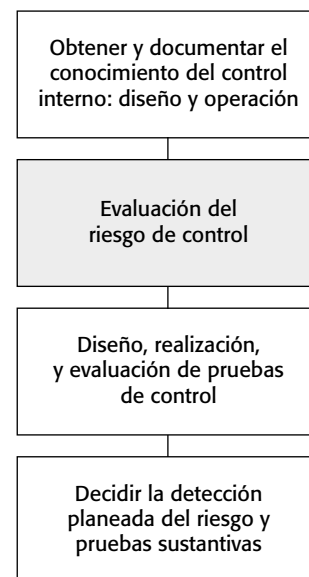 Obtener y documentar el
conocimiento del control
interno: diseño y operación
Evaluación del
riesgo de control
Diseño, realización,
y evaluación de pruebas
de control
Decidir la detección
planeada del riesgo y
pruebas sustantivas